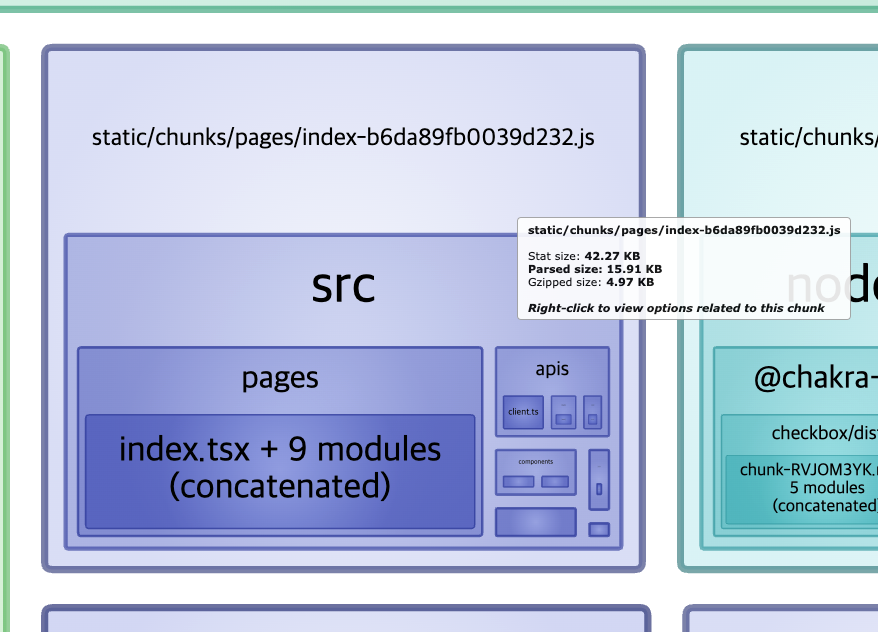 static/chunks/pages/index-b6da89fb0039d232.js
static/chunks/
static/chunks/pages/index-b6da89fb0039d232.js
Stat size: 42.27 KB
Parsed size: 15.91 KB
Gzipped size: 4.97 KB
Right-click to view options related to this chunk
src
node
pages
apis
@chakra-
client.ts
checkbox/dist
index.tsx + 9 modules
(concatenated)
components
chunk-RVJOM3YK.
5 modules
(concatenated)